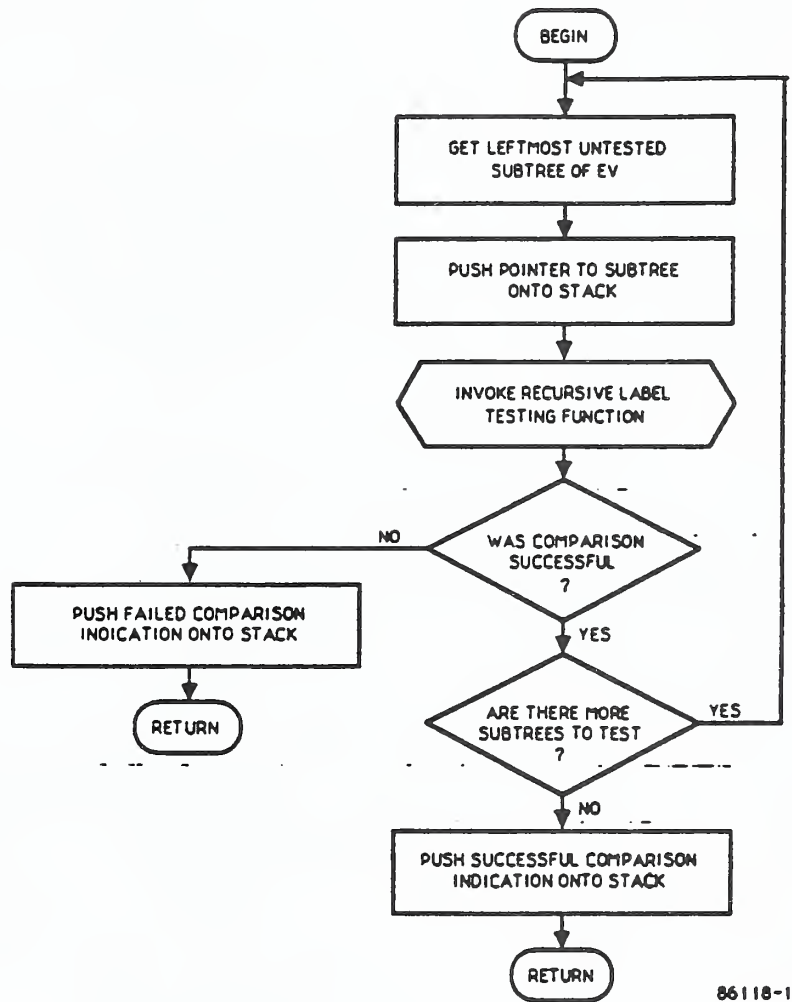 BEGIN
GET LEFTMOST UNTESTED
SUBTREE OF EV
PUSH POINTER TO SUBTREE
ONTO STACK
INVOKE RECURSIVE LABEL
TESTING FUNCTION
WAS COMPARISON
SUCCESSFUL
?
NO
PUSH FAILED COMPARISON
INDICATION ONTO STACK
RETURN
YES
ARE THERE MORE
SUBTREES TO TEST
?
YES
NO
PUSH SUCCESSFUL COMPARISON
INDICATION ONTO STACK
RETURN
86118-1